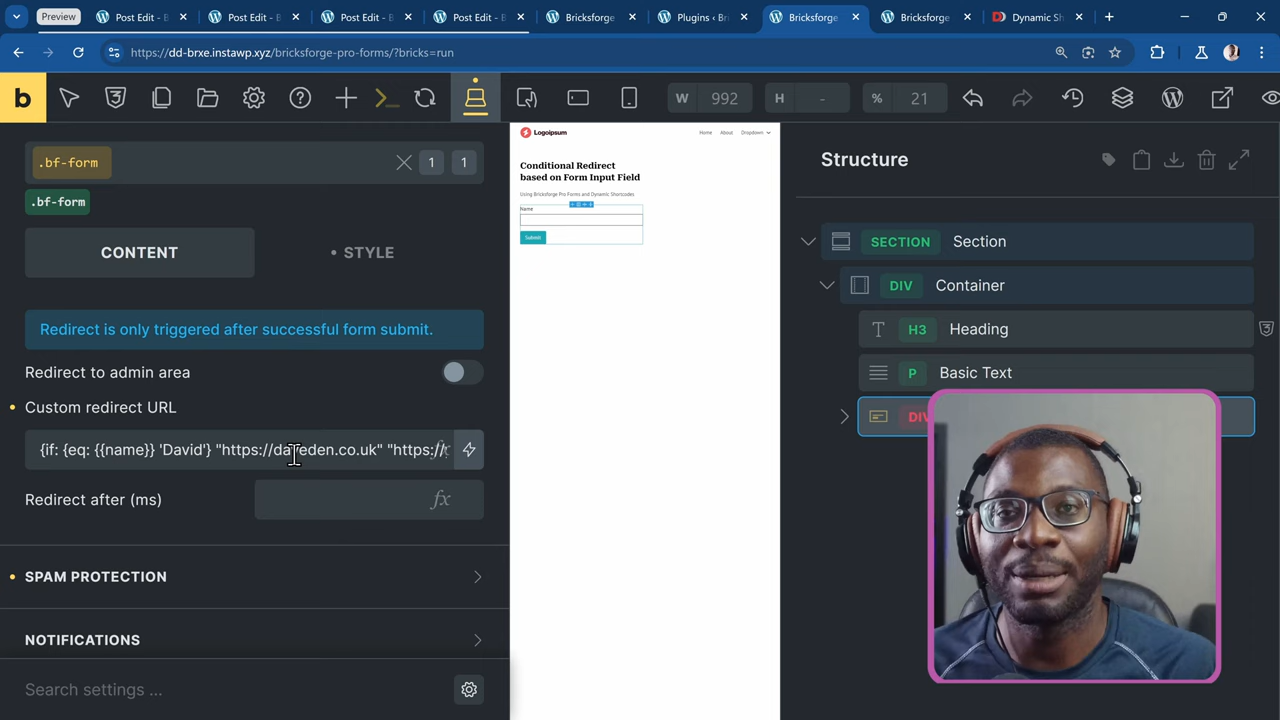 Preview
Post Edit - B
Post Edit - B
Post Edit - B
Post Edit - B
Bricksforge
Plugins ‹ Bri
Bricksforge
Bricksforge
Dynamic Sh
https://dd-brxe.instawp.xyz/bricksforge-pro-forms/?bricks=run
b
W 992
H -
% 21
.bf-form
1
1
.bf-form
CONTENT
STYLE
Redirect is only triggered after successful form submit.
Redirect to admin area
Custom redirect URL
{if: {eq: {{name}} 'David'} "https://daveden.co.uk" "https://
Redirect after (ms)
fx
SPAM PROTECTION
NOTIFICATIONS
Search settings ...
Logoipsum
Home
About
Dropdown
Conditional Redirect
based on Form Input Field
Using Bricksforge Pro Forms and Dynamic Shortcodes
Name
Submit
Structure
SECTION Section
DIV Container
H3 Heading
P Basic Text